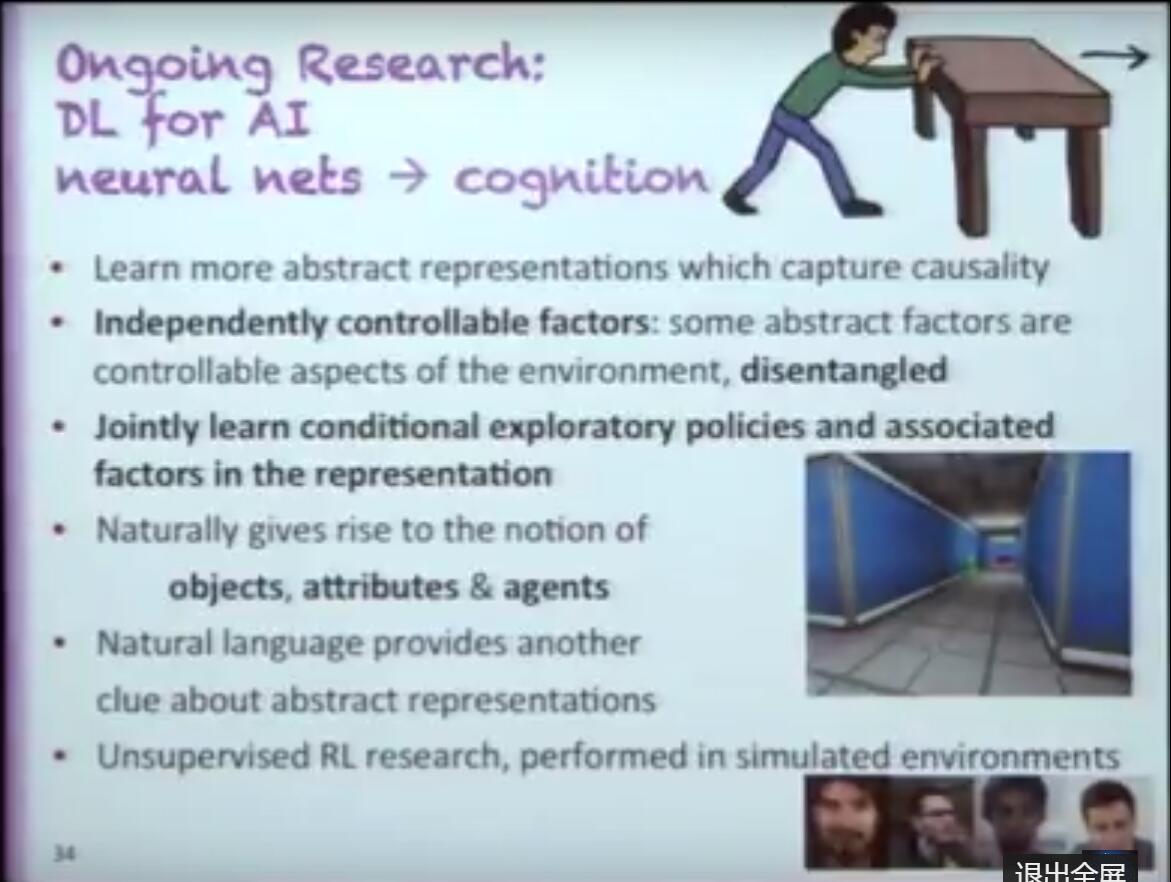 Ongoing Research:
DL for AI
neural nets → cognition
• Learn more abstract representations which capture causality
• Independently controllable factors: some abstract factors are
controllable aspects of the environment, disentangled
• Jointly learn conditional exploratory policies and associated
factors in the representation
• Naturally gives rise to the notion of
objects, attributes & agents
• Natural language provides another
clue about abstract representations
• Unsupervised RL research, performed in simulated environments
34
退出全屏